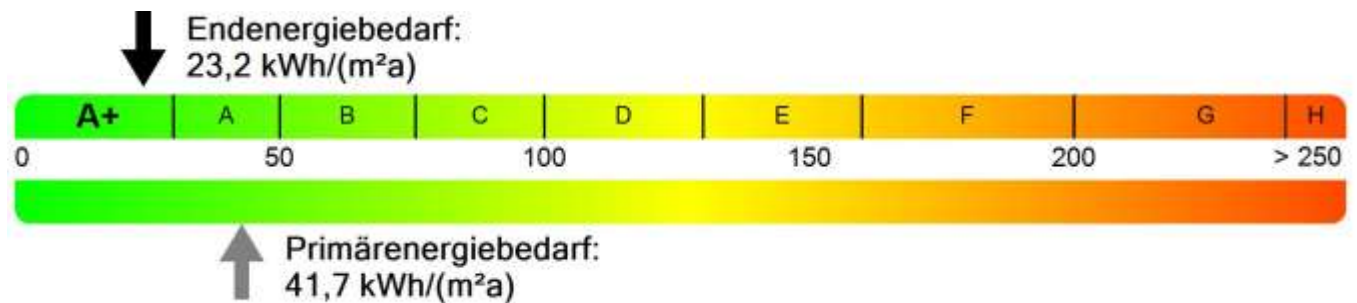 Endenergiebedarf:
23,2 kWh/(m²a)
A+ A B C D E F G H
0 50 100 150 200 > 250
Primärenergiebedarf:
41,7 kWh/(m²a)